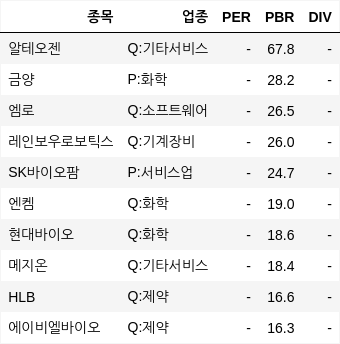 종목 업종 PER PBR DIV
알테오젠 Q:기타서비스 - 67.8 -
금양 P:화학 - 28.2 -
엠로 Q:소프트웨어 - 26.5 -
레인보우로보틱스 Q:기계장비 - 26.0 -
SK바이오팜 P:서비스업 - 24.7 -
엔켐 Q:화학 - 19.0 -
현대바이오 Q:화학 - 18.6 -
메지온 Q:기타서비스 - 18.4 -
HLB Q:제약 - 16.6 -
에이비엘바이오 Q:제약 - 16.3 -